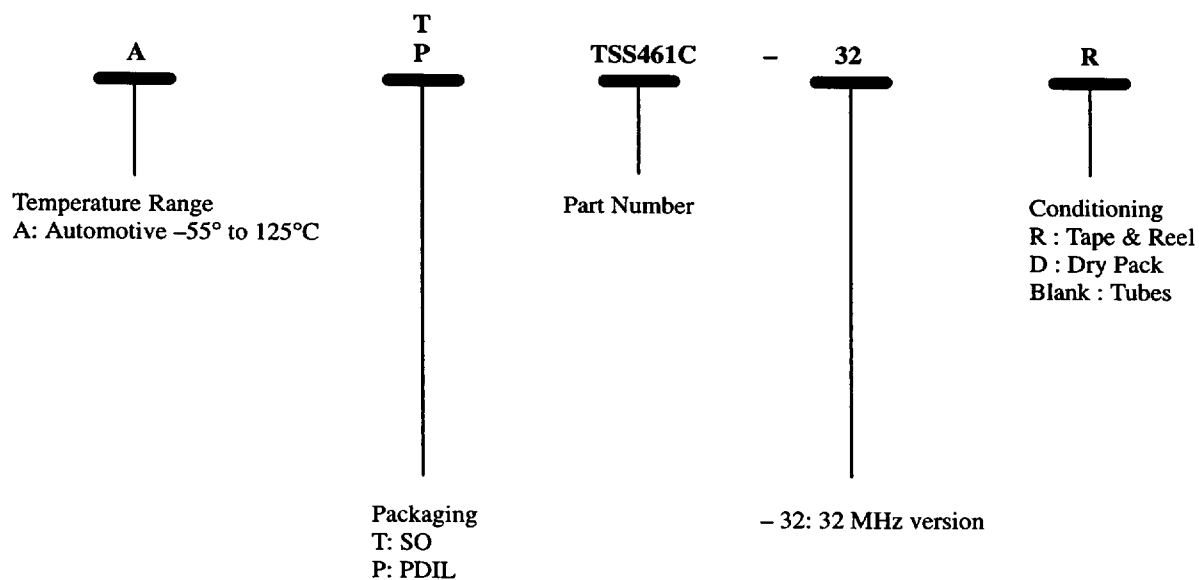 T
A P TSS461C – 32 R
Temperature Range
A: Automotive –55° to 125°C
Part Number
Conditioning
R : Tape & Reel
D : Dry Pack
Blank : Tubes
Packaging
T: SO
P: PDIL
– 32: 32 MHz version